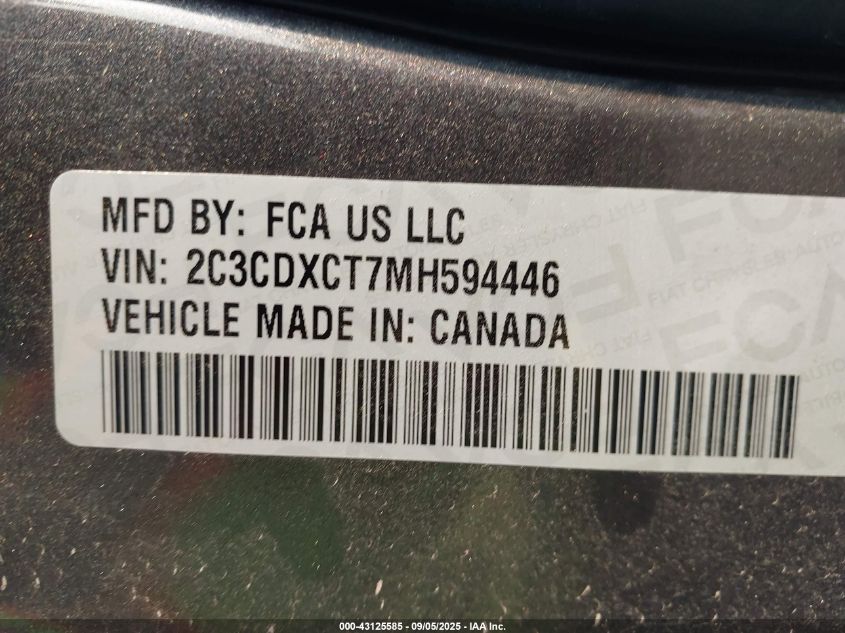 MFD BY: FCA US LLC
VIN: 2C3CDXCT7MH594446
VEHICLE MADE IN: CANADA
000-43125585 - 09/05/2025 - IAA Inc.